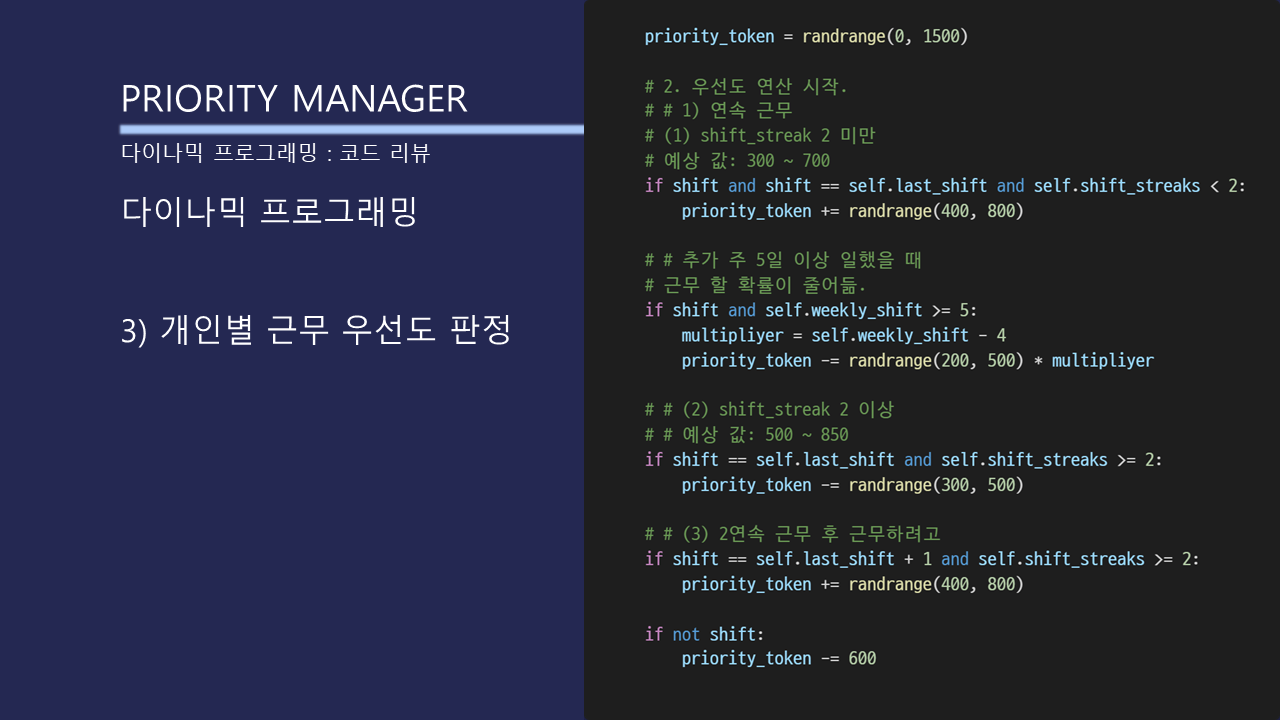 PRIORITY MANAGER
다이나믹 프로그래밍 : 코드 리뷰
다이나믹 프로그래밍
3) 개인별 근무 우선도 판정
priority_token = randrange(0, 1500)
# 2. 우선도 연산 시작.
# # 1) 연속 근무
# (1) shift_streak 2 미만
# 예상 값: 300 ~ 700
if shift and shift == self.last_shift and self.shift_streaks < 2:
    priority_token += randrange(400, 800)
# # 추가 주 5일 이상 일했을 때
# 근무 할 확률이 줄어듦.
if shift and self.weekly_shift >= 5:
    multipliyer = self.weekly_shift - 4
    priority_token -= randrange(200, 500) * multipliyer
# # (2) shift_streak 2 이상
# # 예상 값: 500 ~ 850
if shift == self.last_shift and self.shift_streaks >= 2:
    priority_token -= randrange(300, 500)
# # (3) 2연속 근무 후 근무하려고
if shift == self.last_shift + 1 and self.shift_streaks >= 2:
    priority_token += randrange(400, 800)
if not shift:
    priority_token -= 600